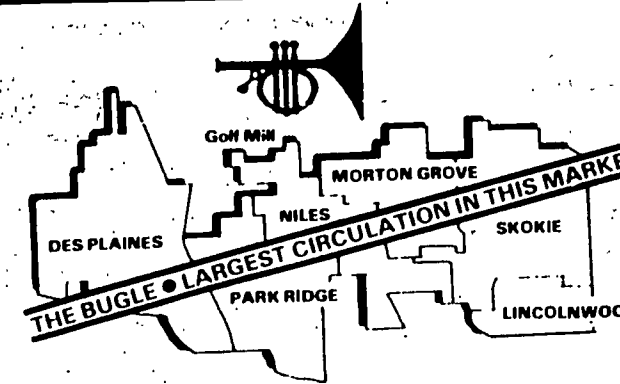 Golf Mill
MORTON GROVE
NILES
SKOKIE
DES PLAINES
THE BUGLE ● LARGEST CIRCULATION IN THIS MARKE
PARK RIDGE
LINCOLNWOO